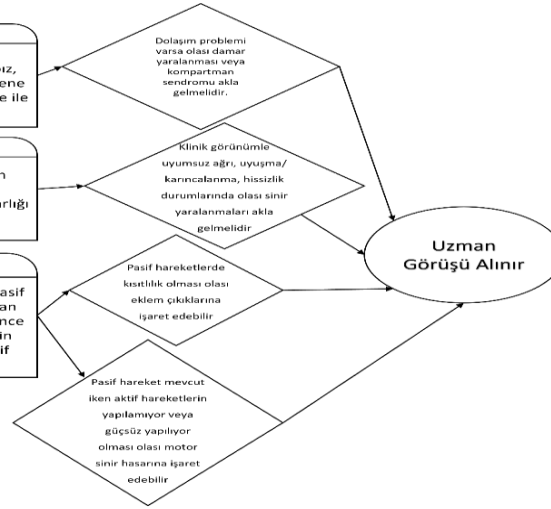 Dolaşım problemi
varsa olası damar
yaralanması veya
kompartman
sendromu akla
gelmelidir.
Klinik görünümle
uyumsuz ağrı, uyuşma/
karıncalanma, hissizlik
durumlarında olası sinir
yaralanmaları akla
gelmelidir
Pasif hareketlerde
kısıtlılık olması olası
eklem çıkıklarına
işaret edebilir
Pasif hareket mevcut
iken aktif hareketlerin
yapılamıyor veya
güçsüz yapılıyor
olması olası motor
sinir hasarına işaret
edebilir
Uzman
Görüşü Alınır